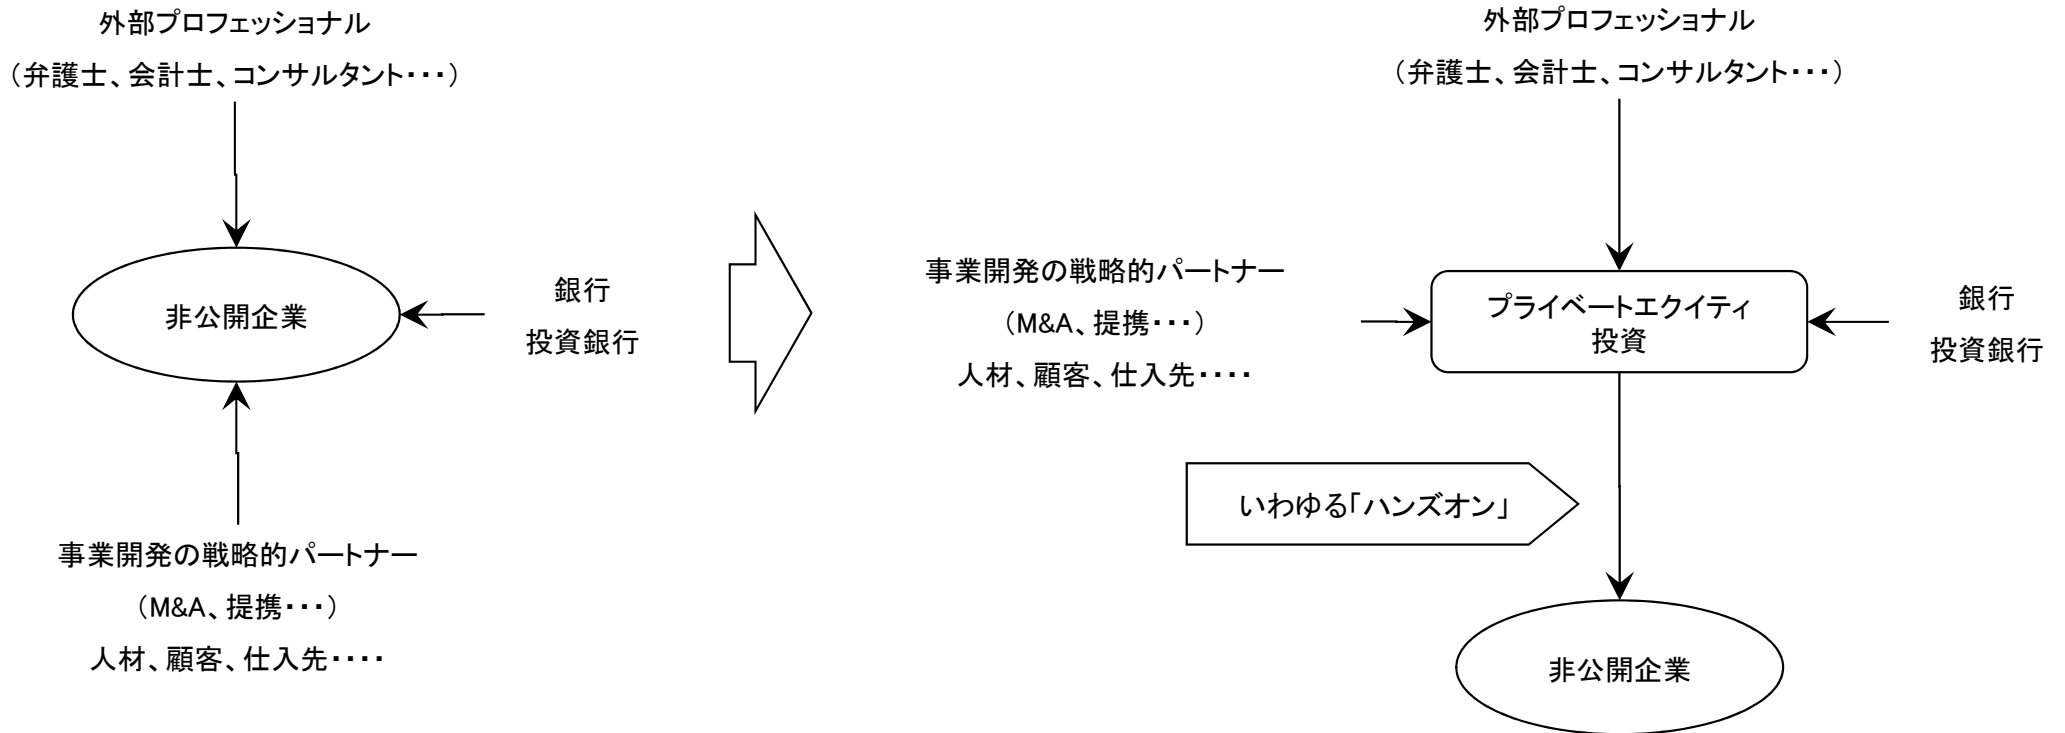 外部プロフェッショナル
（弁護士、会計士、コンサルタント・・・）
非公開企業
銀行
投資銀行
事業開発の戦略的パートナー
（M&A、提携・・・）
人材、顧客、仕入先・・・・
外部プロフェッショナル
（弁護士、会計士、コンサルタント・・・）
事業開発の戦略的パートナー
（M&A、提携・・・）
人材、顧客、仕入先・・・・
プライベートエクイティ
投資
銀行
投資銀行
いわゆる「ハンズオン」
非公開企業